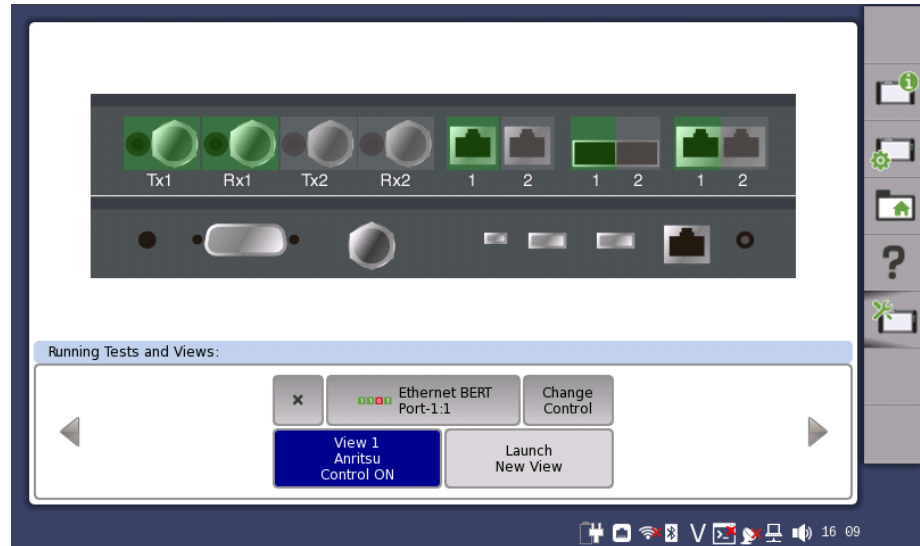 Tx1 Rx1 Tx2 Rx2 1 2 1 2 1 2
Running Tests and Views:
× 1101 Ethernet BERT
Port-1:1
Change
Control
View 1
Anritsu
Control ON
Launch
New View
16 09